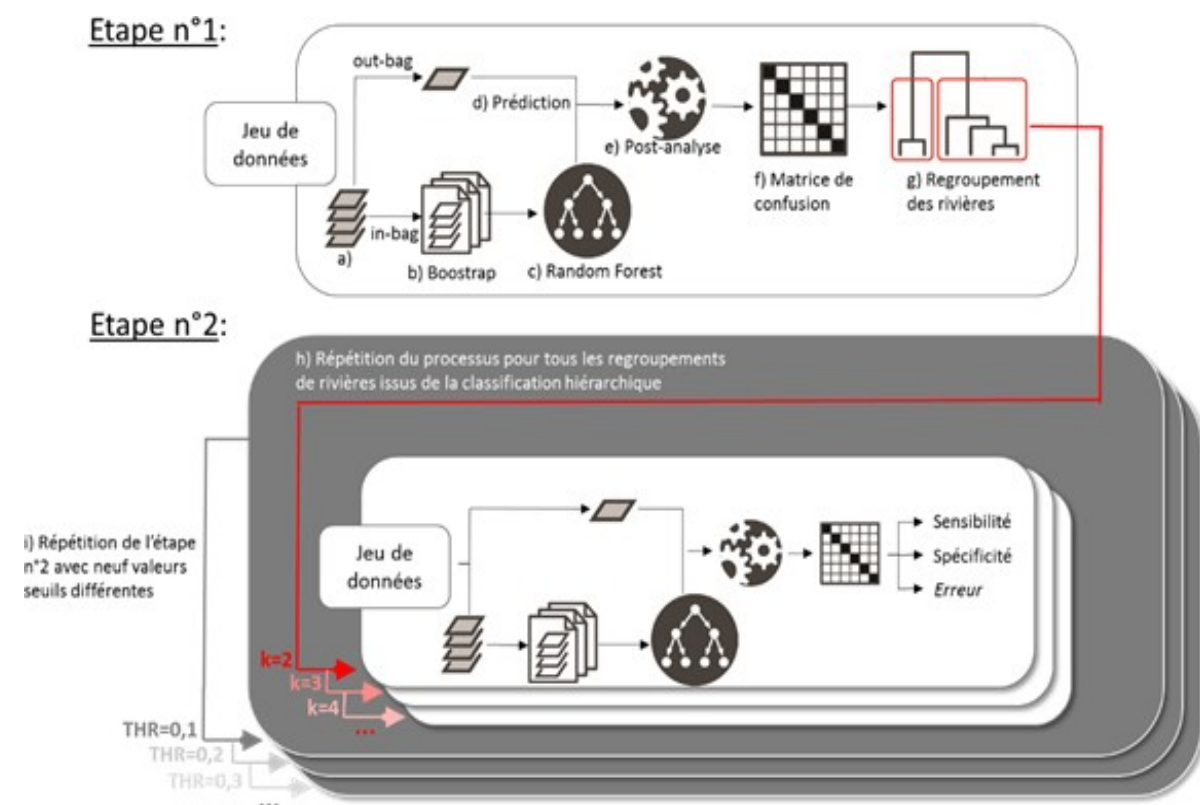 Etape n°1:
out-bag
d) Prédiction
Jeu de
données
e) Post-analyse
in-bag
a)
b) Boostrap
c) Random Forest
f) Matrice de
confusion
g) Regroupement
des rivières
Etape n°2:
h) Répétition du processus pour tous les regroupements
de rivières issus de la classification hiérarchique
i) Répétition de l'étape
n°2 avec neuf valeurs
seuils différentes
Jeu de
données
Sensibilité
Spécificité
Erreur
k=2
k=3
k=4
...
THR=0,1
THR=0,2
THR=0,3
...